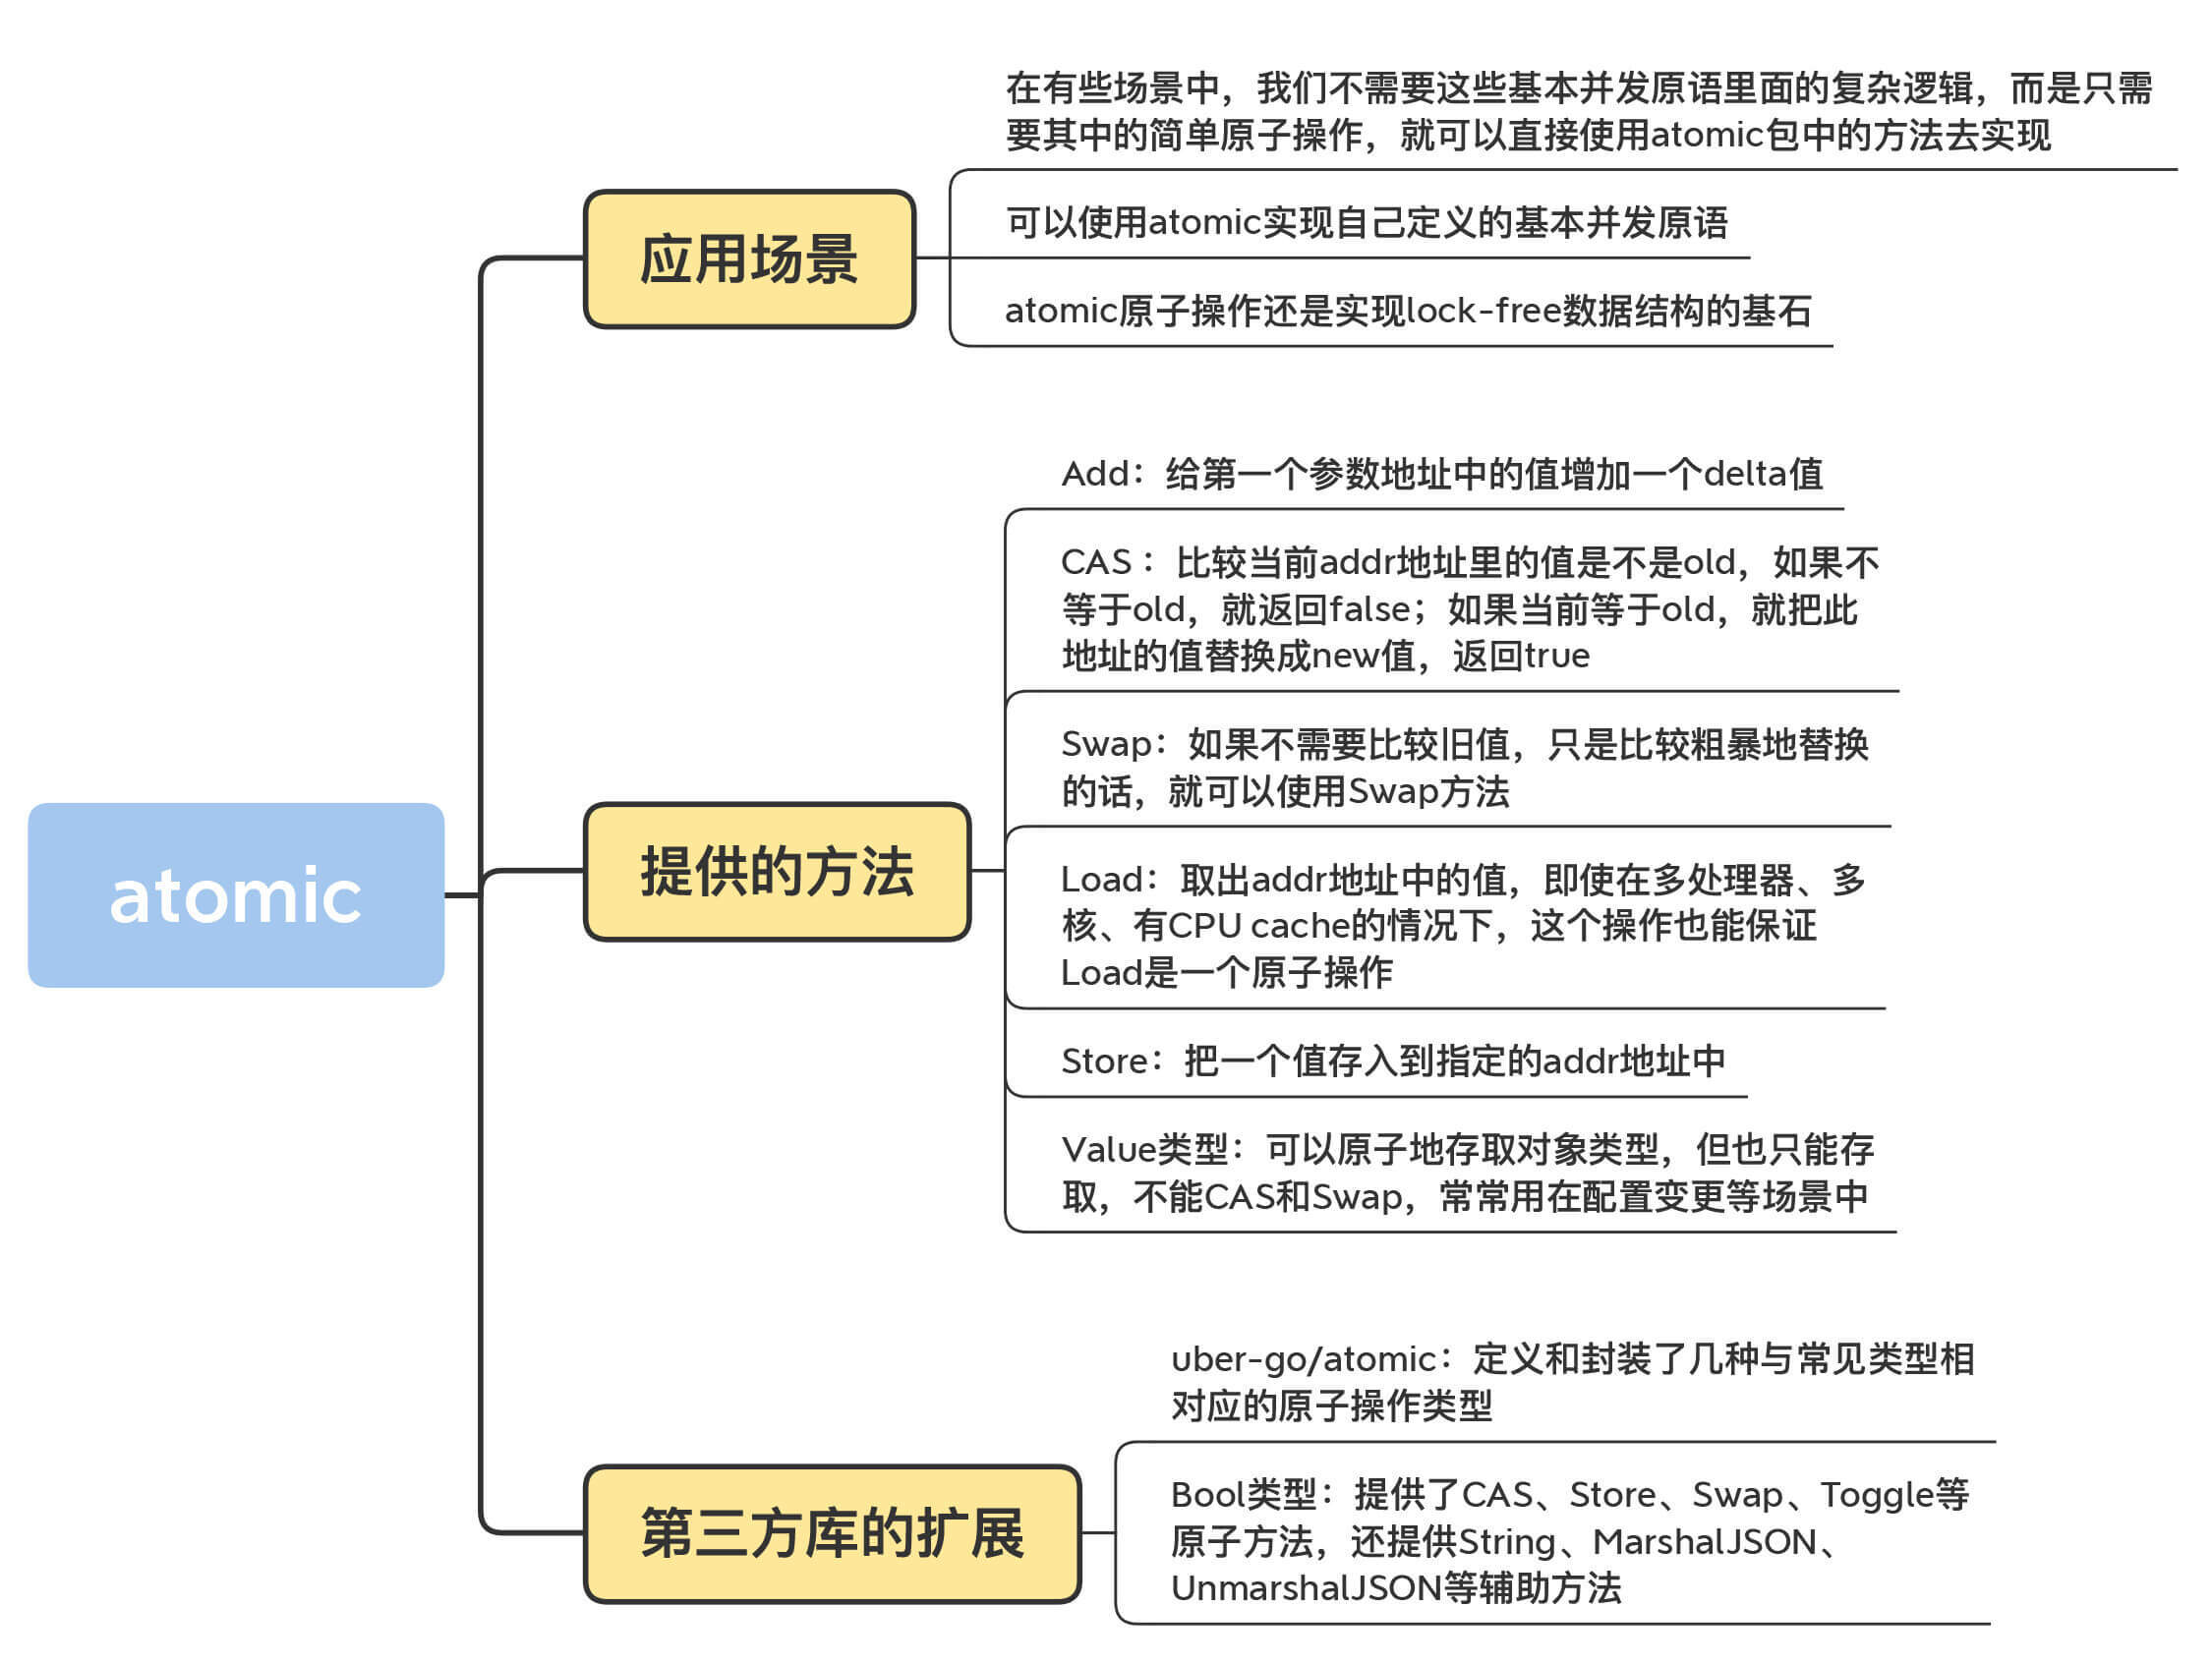 在有些场景中，我们不需要这些基本并发原语里面的复杂逻辑，而是只需
要其中的简单原子操作，就可以直接使用atomic包中的方法去实现
应用场景
可以使用atomic实现自己定义的基本并发原语
atomic原子操作还是实现lock-free数据结构的基石
Add：给第一个参数地址中的值增加一个delta值
CAS：比较当前addr地址里的值是不是old，如果不
等于old，就返回false；如果当前等于old，就把此
地址的值替换成new值，返回true
Swap：如果不需要比较旧值，只是比较粗暴地替换
的话，就可以使用Swap方法
atomic
提供的方法
Load：取出addr地址中的值，即使在多处理器、多
核、有CPU cache的情况下，这个操作也能保证
Load是一个原子操作
Store：把一个值存入到指定的addr地址中
Value类型：可以原子地存取对象类型，但也只能存
取，不能CAS和Swap，常常用在配置变更等场景中
uber-go/atomic：定义和封装了几种与常见类型相
对应的原子操作类型
第三方库的扩展
Bool类型：提供了CAS、Store、Swap、Toggle等
原子方法，还提供String、MarshalJSON、
UnmarshalJSON等辅助方法